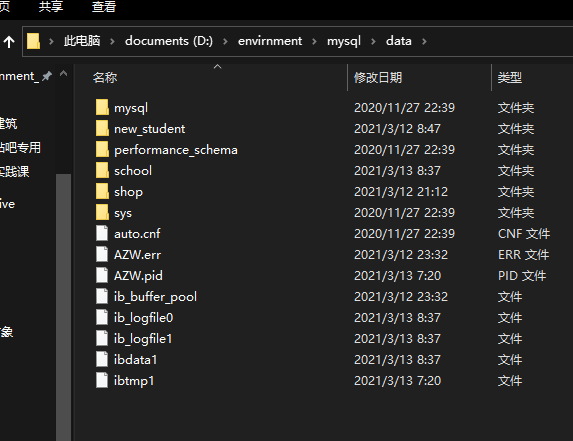 页 共享 查看
此电脑 documents (D:) envirnment mysql data
名称 修改日期 类型
nment_
mysql 2020/11/27 22:39 文件夹
建筑
new_student 2021/3/12 8:47 文件夹
performance_schema 2020/11/27 22:39 文件夹
占吧专用
school 2021/3/13 8:37 文件夹
实践课
shop 2021/3/12 21:12 文件夹
ive
sys 2020/11/27 22:39 文件夹
auto.cnf 2020/11/27 22:39 CNF 文件
AZW.err 2021/3/12 23:32 ERR 文件
AZW.pid 2021/3/13 7:20 PID 文件
ib_buffer_pool 2021/3/12 23:32 文件
ib_logfile0 2021/3/13 8:37 文件
ib_logfile1 2021/3/13 8:37 文件
对象
ibdata1 2021/3/13 8:37 文件
ibtmp1 2021/3/13 7:20 文件